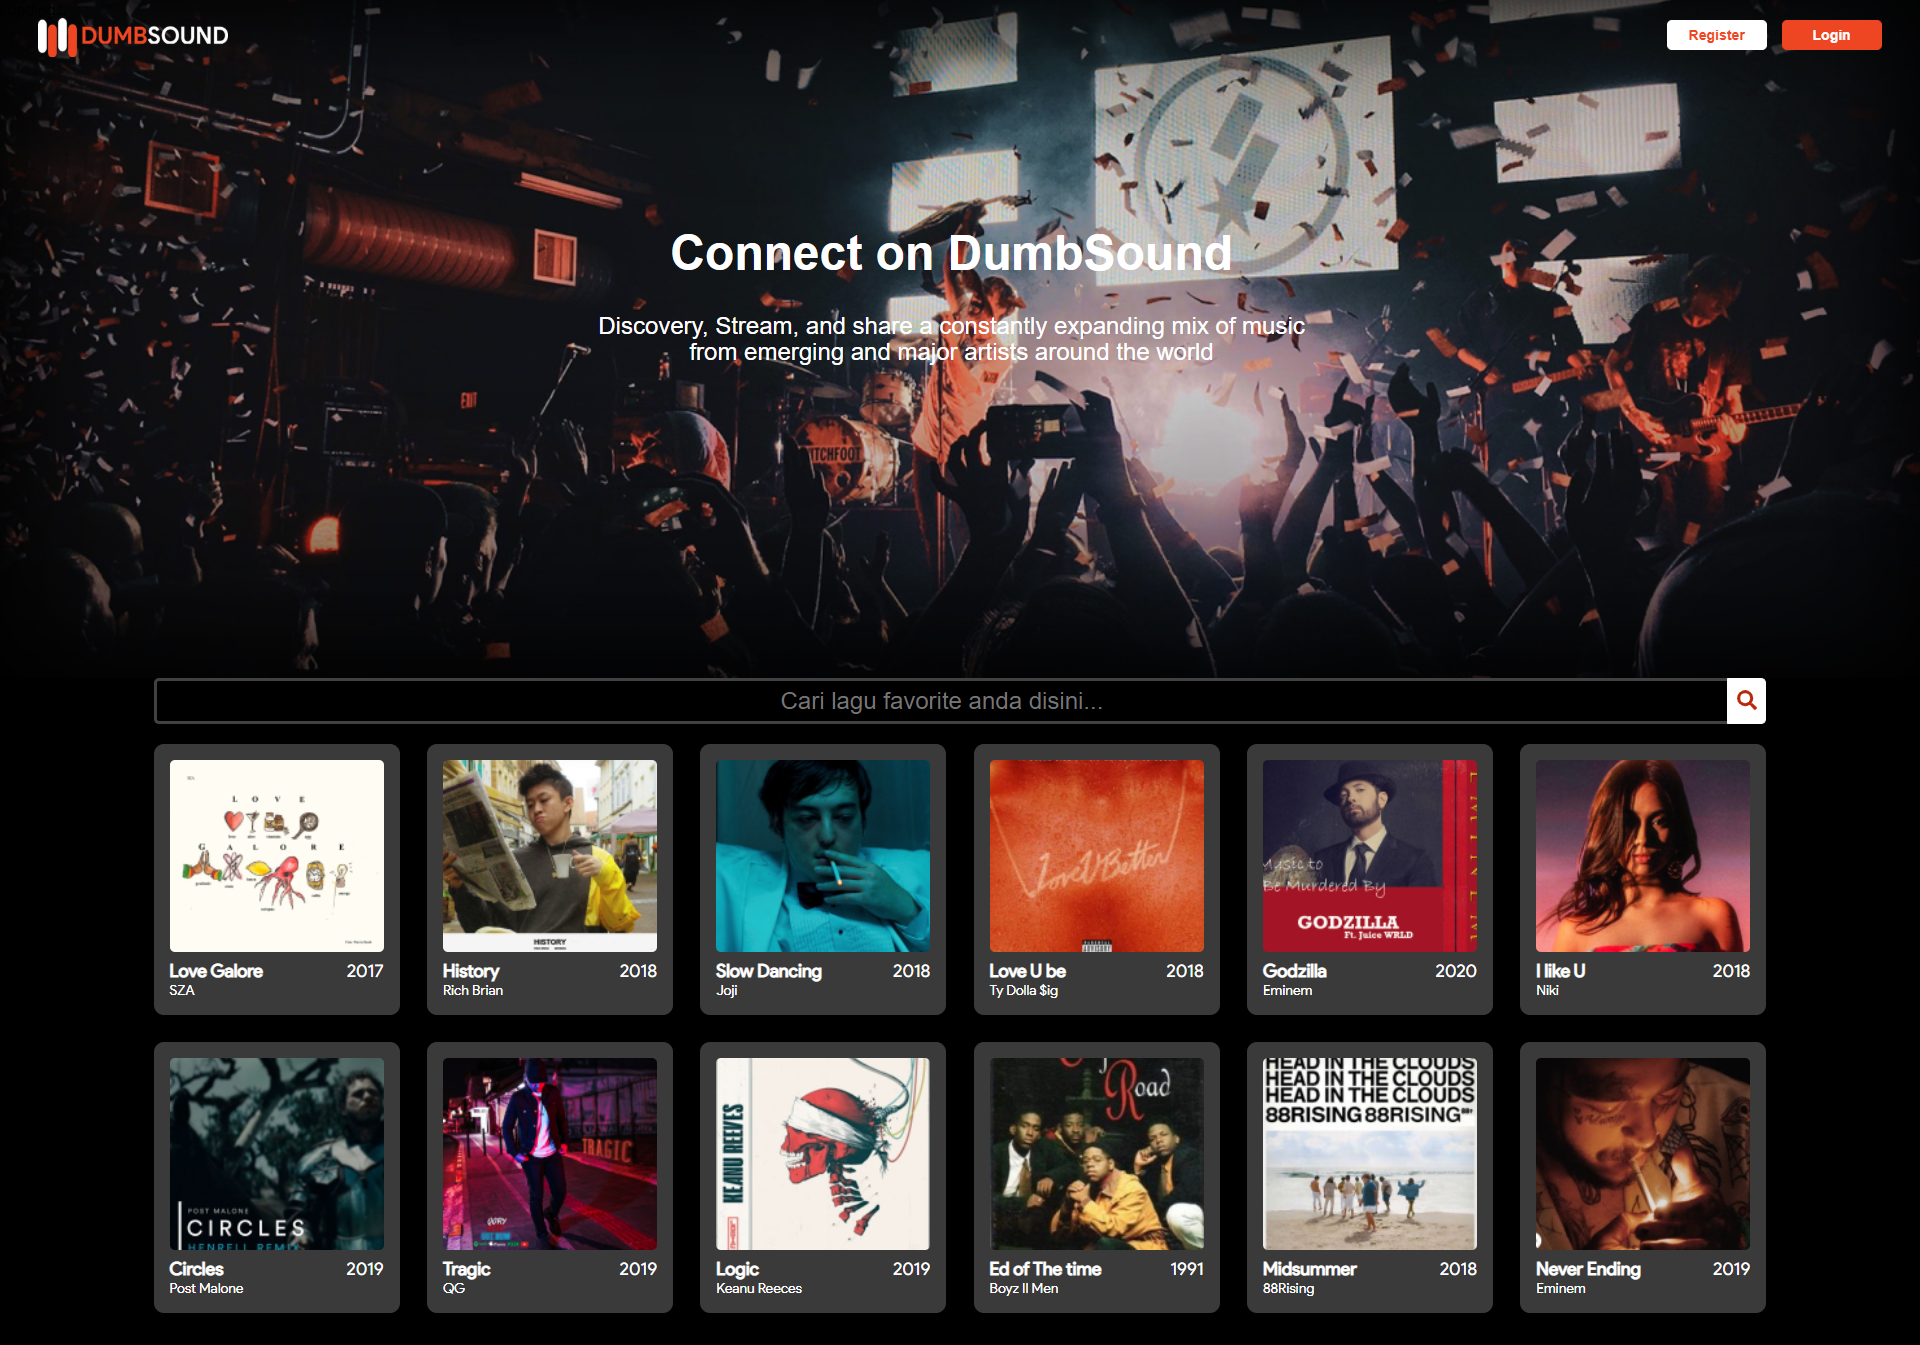 DUMBSOUND
Register
Login
EXIT
TCHFOOT
Connect on DumbSound
Discovery, Stream, and share a constantly expanding mix of music
from emerging and major artists around the world
Cari lagu favorite anda disini...
LOVE
GALORE
Love Galore 2017
SZA
HISTORY
History 2018
Rich Brian
Slow Dancing 2018
Joji
Love U Better
ADVISORY
Love U be 2018
Ty Dolla $ig
Music to
Be Murdered By
GODZILLA
Ft. Juice WRLD
Godzilla 2020
Eminem
I like U 2018
Niki
POST MALONE
CIRCLES
HENRELL REMIX
Circles 2019
Post Malone
TRAGIC
Tragic 2019
QG
KEANU REEVES
Logic 2019
Keanu Reeces
Road
Ed of The time 1991
Boyz II Men
HEAD IN THE CLOUDS
HEAD IN THE CLOUDS
HEAD IN THE CLOUDS
88RISING 88RISING
Midsummer 2018
88Rising
Never Ending 2019
Eminem